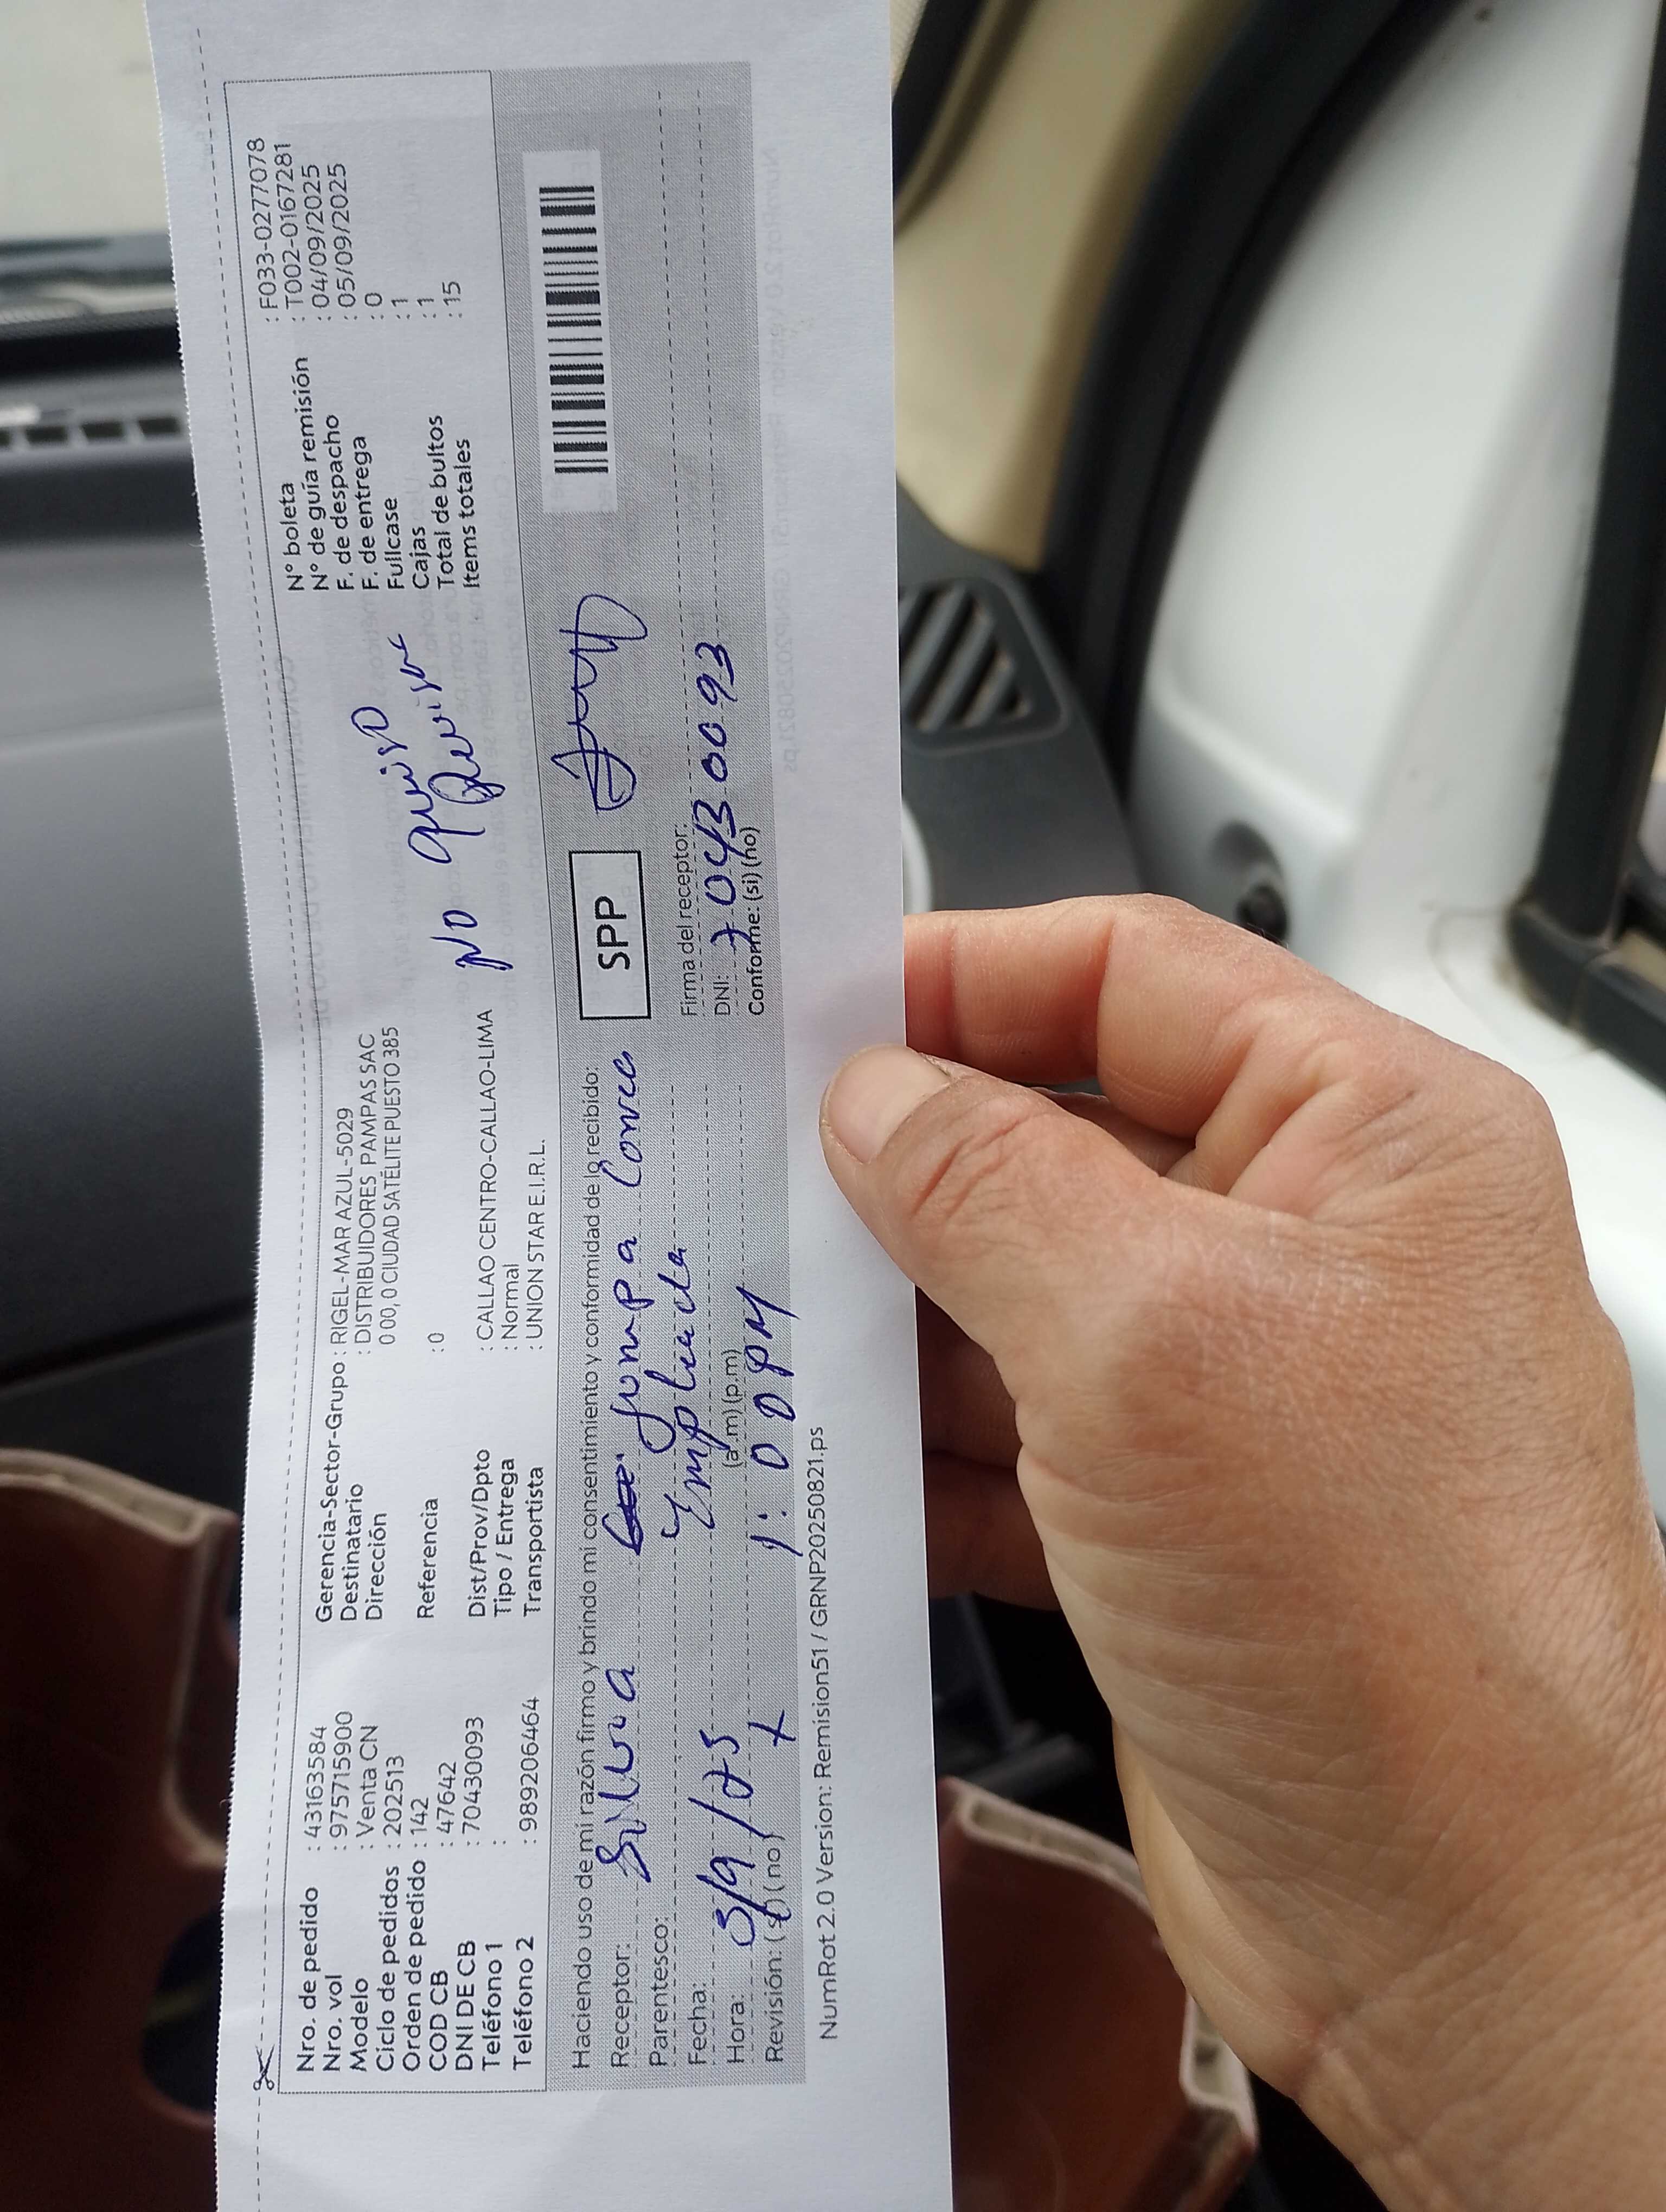 Nro. de pedido : 43163584
Nro. vol : 975715900
Modelo : Venta CN
Ciclo de pedidos : 202513
Orden de pedido : 142
COD CB : 47642
DNI DE CB : 70430093
Teléfono 1 :
Teléfono 2 : 989206464
Gerencia-Sector-Grupo : RIGEL-MAR AZUL-5029
Destinatario : DISTRIBUIDORES PAMPAS SAC
Dirección 0 00, 0 CIUDAD SATÉLITE PUESTO 385
Referencia : 0
Dist/Prov/Dpto : CALLAO CENTRO-CALLAO-LIMA
Tipo / Entrega : Normal
Transportista : UNION STAR E.I.R.L.
NO quiso
Revisar
N° boleta : F033-0277078
N° de guía remisión : T002-0167281
F. de despacho : 04/09/2025
F. de entrega : 05/09/2025
Fullcase : 0
Cajas : 1
Total de bultos : 1
Items totales : 15
Haciendo uso de mi razón firmo y brindo mi consentimiento y conformidad de lo recibido:
Receptor: Silvia
Parentesco:
Fecha: 5/9/25
Hora: (a.m) (p.m) 1:00 PM
Revisión: (si) (no) X
SPP
Firma del receptor:
DNI: 70430093
Conforme: (si) (no)
NumRot 2.0 Version: Remision51 / GRNP20250821.ps